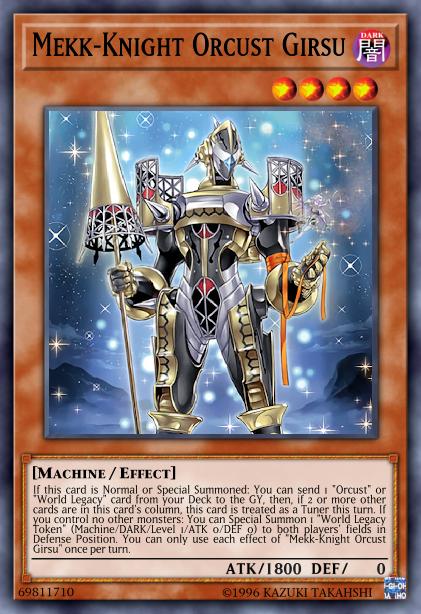 MEKK-KNIGHT ORCUST GIRSU
DARK
闇
[MACHINE / EFFECT]
If this card is Normal or Special Summoned: You can send 1 "Orcust" or
"World Legacy" card from your Deck to the GY, then, if 2 or more other
cards are in this card's column, this card is treated as a Tuner this turn. If
you control no other monsters: You can Special Summon 1 "World Legacy
Token" (Machine/DARK/Level 1/ATK 0/DEF 0) to both players' fields in
Defense Position. You can only use each effect of "Mekk-Knight Orcust
Girsu" once per turn.
ATK/1800 DEF/ 0
69811710
©1996 KAZUKI TAKAHSHI